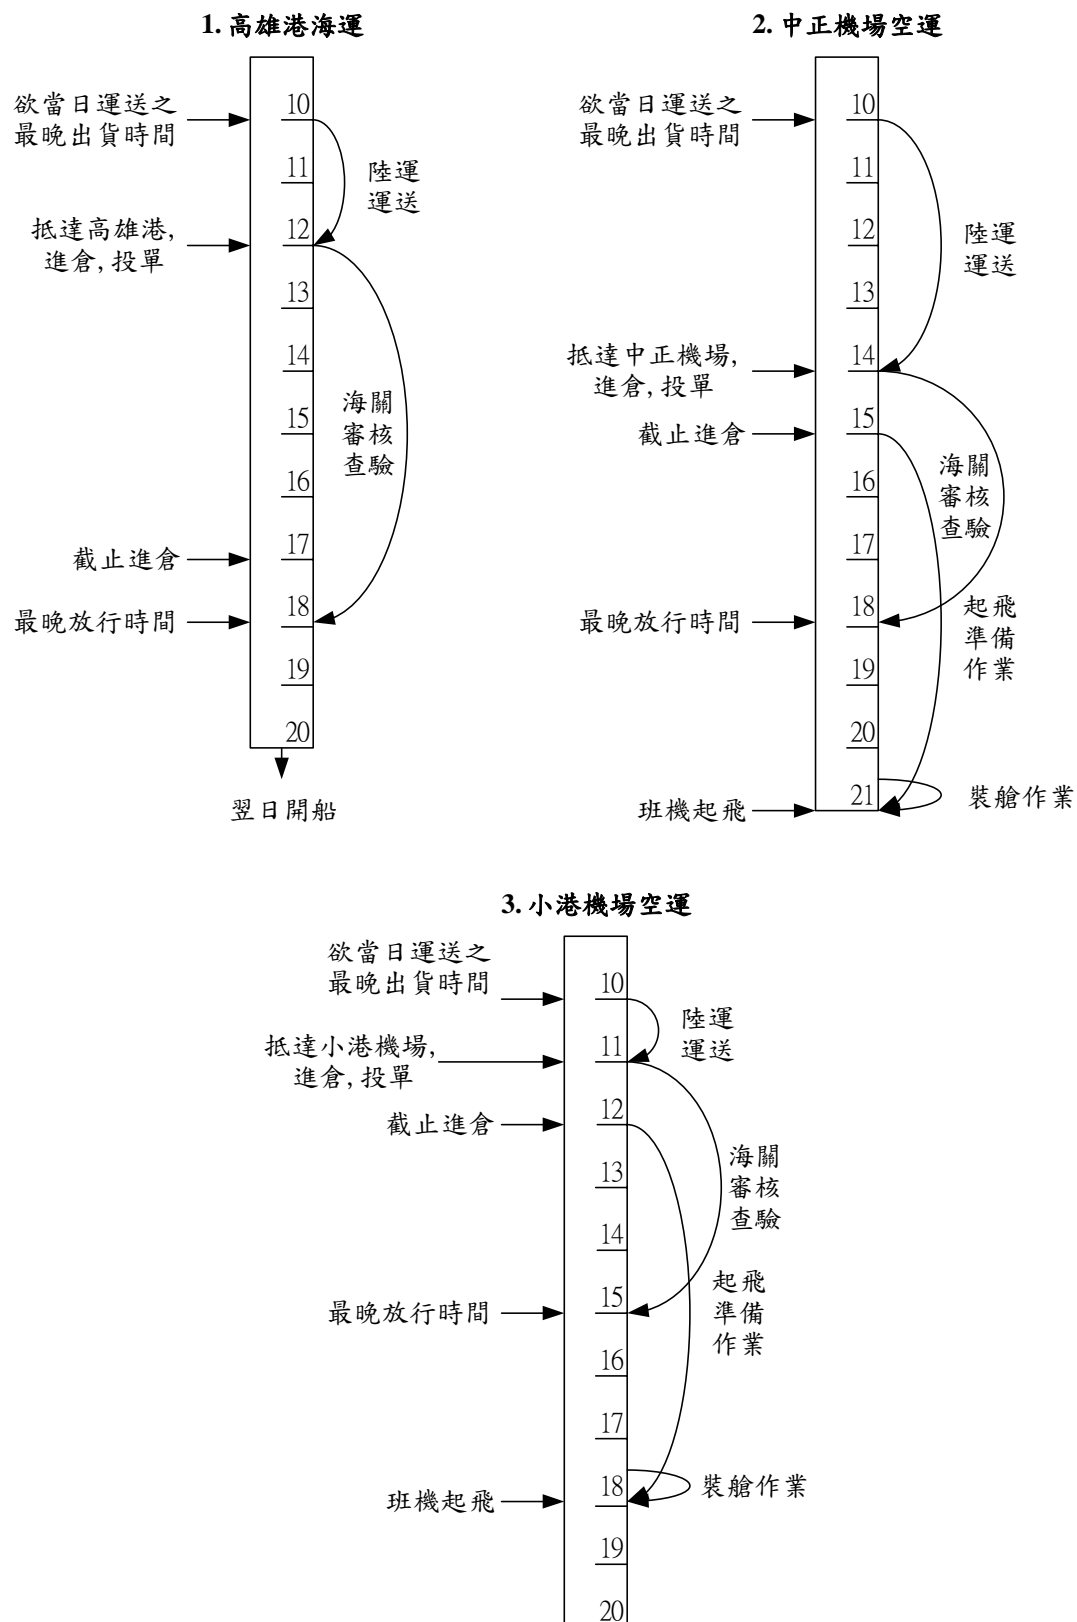 1. 高雄港海運
欲當日運送之
最晚出貨時間
抵達高雄港,
進倉, 投單
截止進倉
最晚放行時間
10
11
12
13
14
15
16
17
18
19
20
陸運
運送
海關
審核
查驗
翌日開船
2. 中正機場空運
欲當日運送之
最晚出貨時間
抵達中正機場,
進倉, 投單
截止進倉
最晚放行時間
班機起飛
10
11
12
13
14
15
16
17
18
19
20
21
陸運
運送
海關
審核
查驗
起飛
準備
作業
裝艙作業
3. 小港機場空運
欲當日運送之
最晚出貨時間
抵達小港機場,
進倉, 投單
截止進倉
最晚放行時間
班機起飛
10
11
12
13
14
15
16
17
18
19
20
陸運
運送
海關
審核
查驗
起飛
準備
作業
裝艙作業